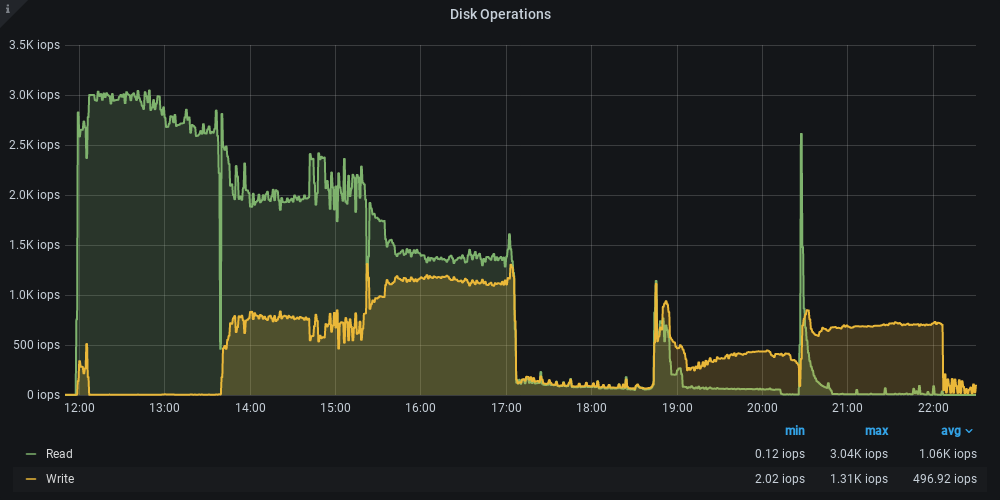 i
Disk Operations
3.5K iops
3.0K iops
2.5K iops
2.0K iops
1.5K iops
1.0K iops
500 iops
0 iops
12:00 13:00 14:00 15:00 16:00 17:00 18:00 19:00 20:00 21:00 22:00
min max avg
Read 0.12 iops 3.04K iops 1.06K iops
Write 2.02 iops 1.31K iops 496.92 iops